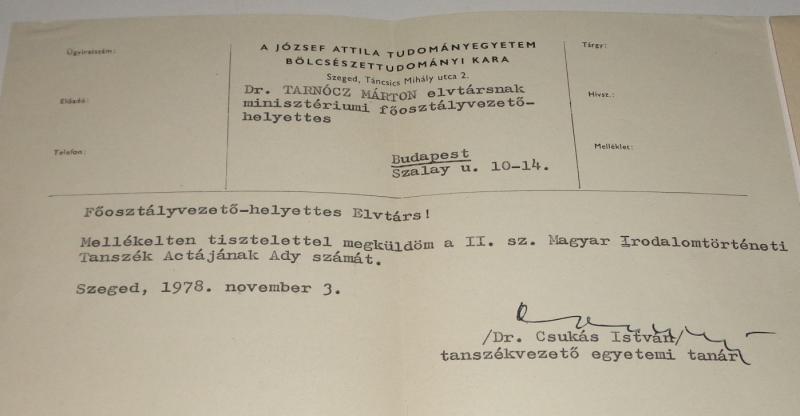 Ügyiratszám:
Előadó:
Telefon:
A JÓZSEF ATTILA TUDOMÁNYEGYETEM
BÖLCSÉSZETTUDOMÁNYI KARA
Szeged, Táncsics Mihály utca 2.
Dr. TARNÓCZ MÁRTON elvtársnak
minisztériumi főosztályvezető-
helyettes
Budapest
Szalay u. 10-14.
Tárgy:
Hivsz.:
Melléklet:
Főosztályvezető-helyettes Elvtárs!
Mellékelten tisztelettel megküldöm a II. sz. Magyar Irodalomtörténeti
Tanszék Actájának Ady számát.
Szeged, 1978. november 3.
/Dr. Csukás István/
tanszékvezető egyetemi tanár